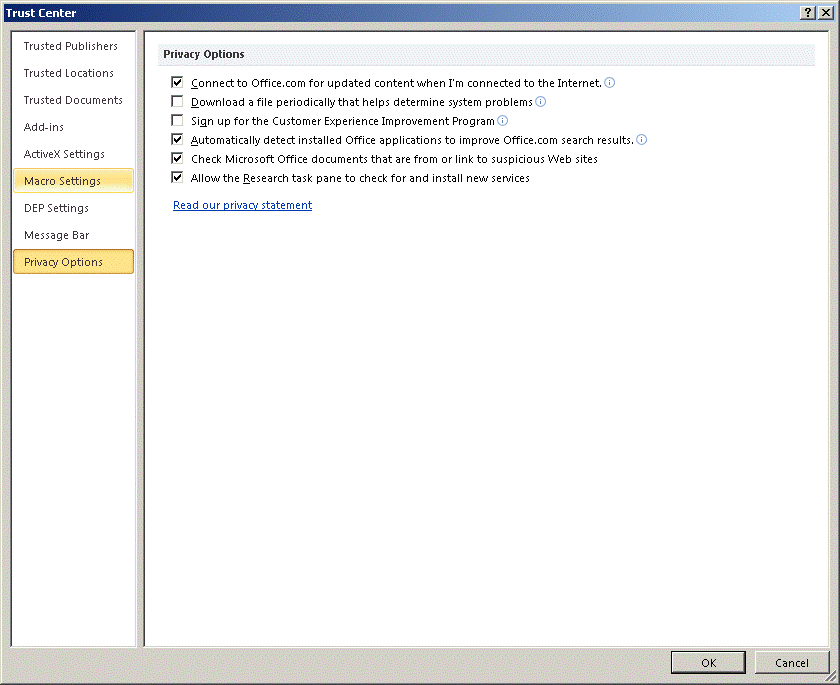 Trust Center
Trusted Publishers
Trusted Locations
Trusted Documents
Add-ins
ActiveX Settings
Macro Settings
DEP Settings
Message Bar
Privacy Options
Privacy Options
Connect to Office.com for updated content when I'm connected to the Internet.
Download a file periodically that helps determine system problems
Sign up for the Customer Experience Improvement Program
Automatically detect installed Office applications to improve Office.com search results.
Check Microsoft Office documents that are from or link to suspicious Web sites
Allow the Research task pane to check for and install new services
Read our privacy statement
OK
Cancel